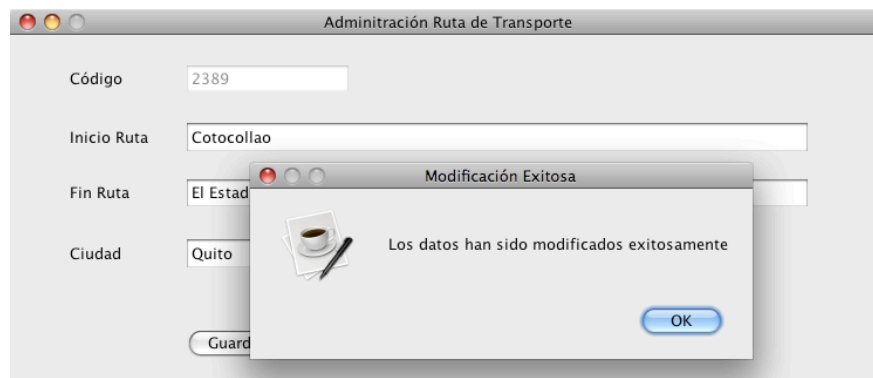 Adminitración Ruta de Transporte
Código 2389
Inicio Ruta Cotocollao
Modificación Exitosa
Fin Ruta El Estad
Los datos han sido modificados exitosamente
Ciudad Quito
OK
Guard